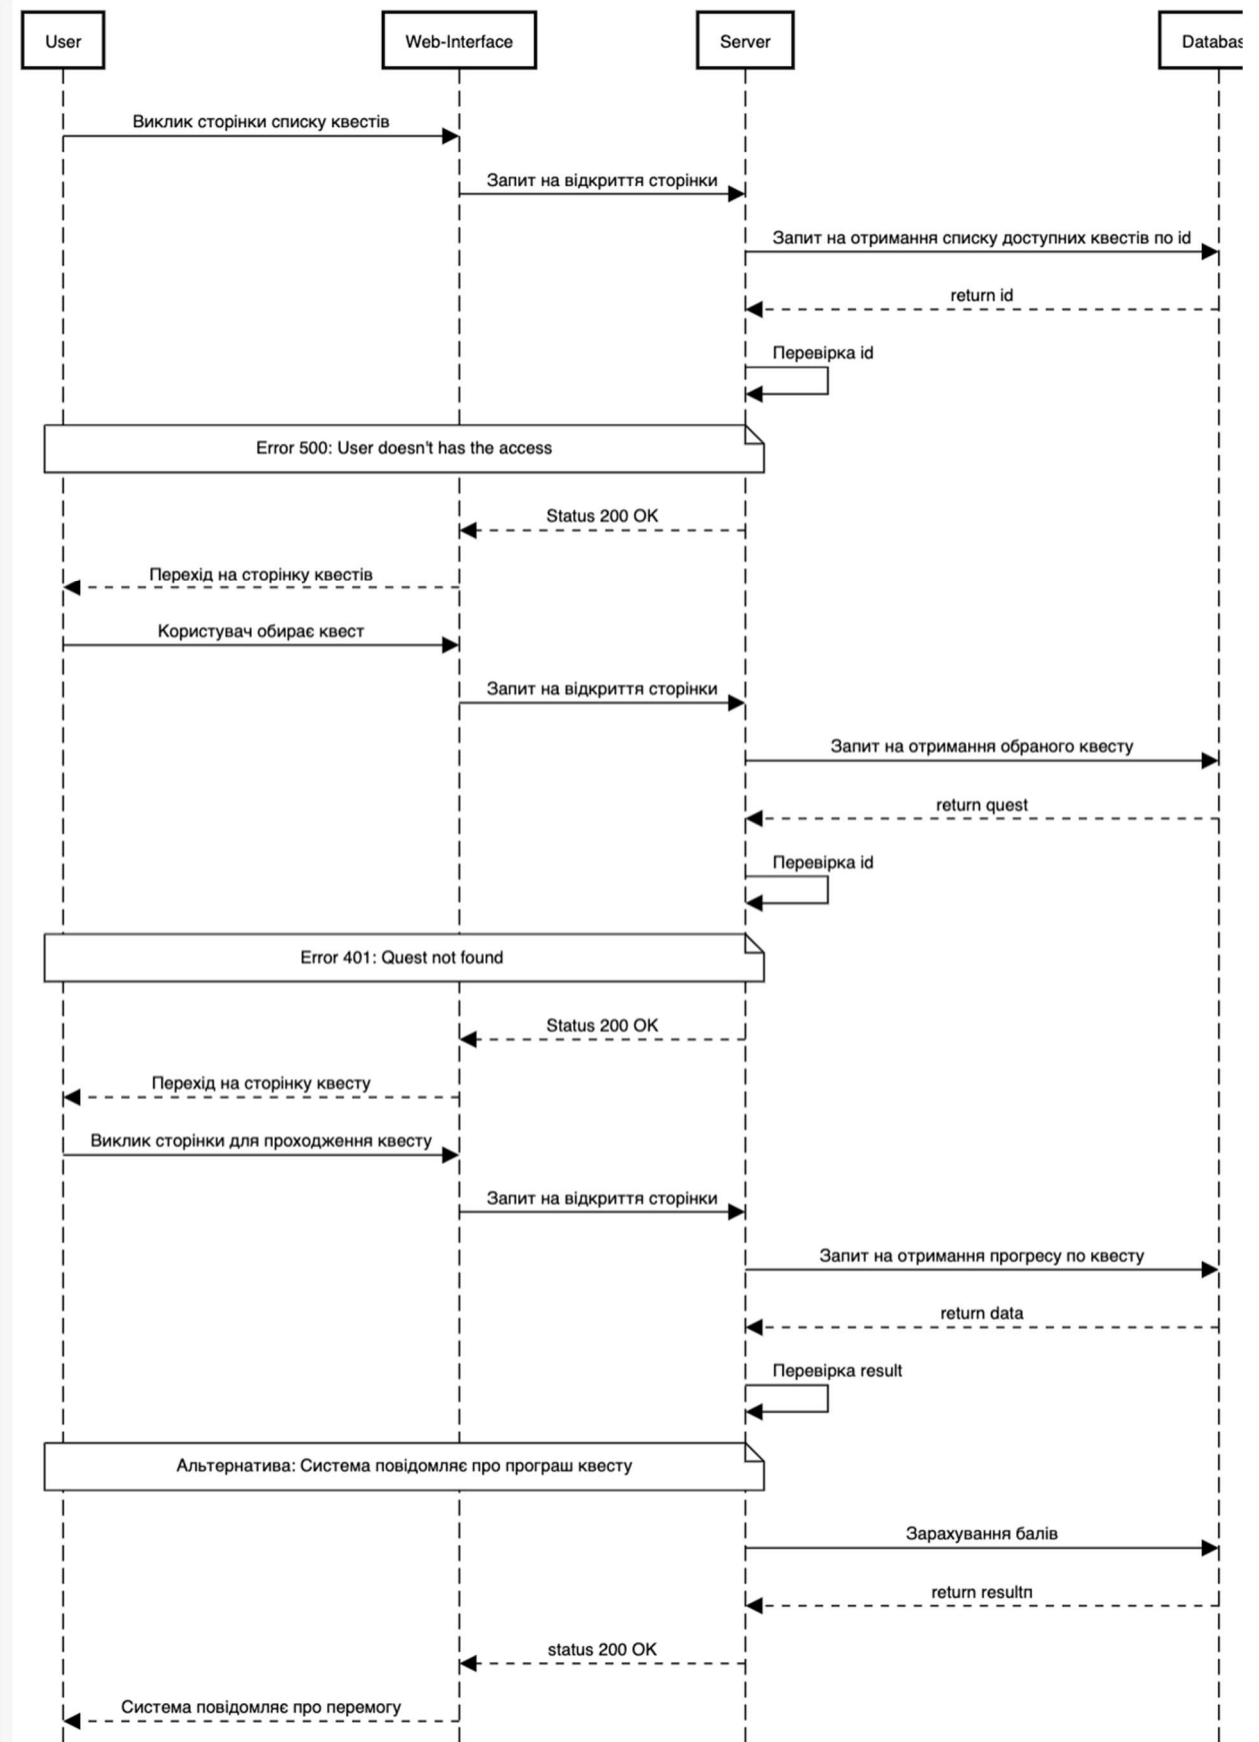 User
Web-Interface
Server
Databas
Виклик сторінки списку квестів
Запит на відкриття сторінки
Запит на отримання списку доступних квестів по id
return id
Перевірка id
Error 500: User doesn't has the access
Status 200 OK
Перехід на сторінку квестів
Користувач обирає квест
Запит на відкриття сторінки
Запит на отримання обраного квесту
return quest
Перевірка id
Error 401: Quest not found
Status 200 OK
Перехід на сторінку квесту
Виклик сторінки для проходження квесту
Запит на відкриття сторінки
Запит на отримання прогресу по квесту
return data
Перевірка result
Альтернатива: Система повідомляє про програш квесту
Зарахування балів
return resultп
status 200 OK
Система повідомляє про перемогу